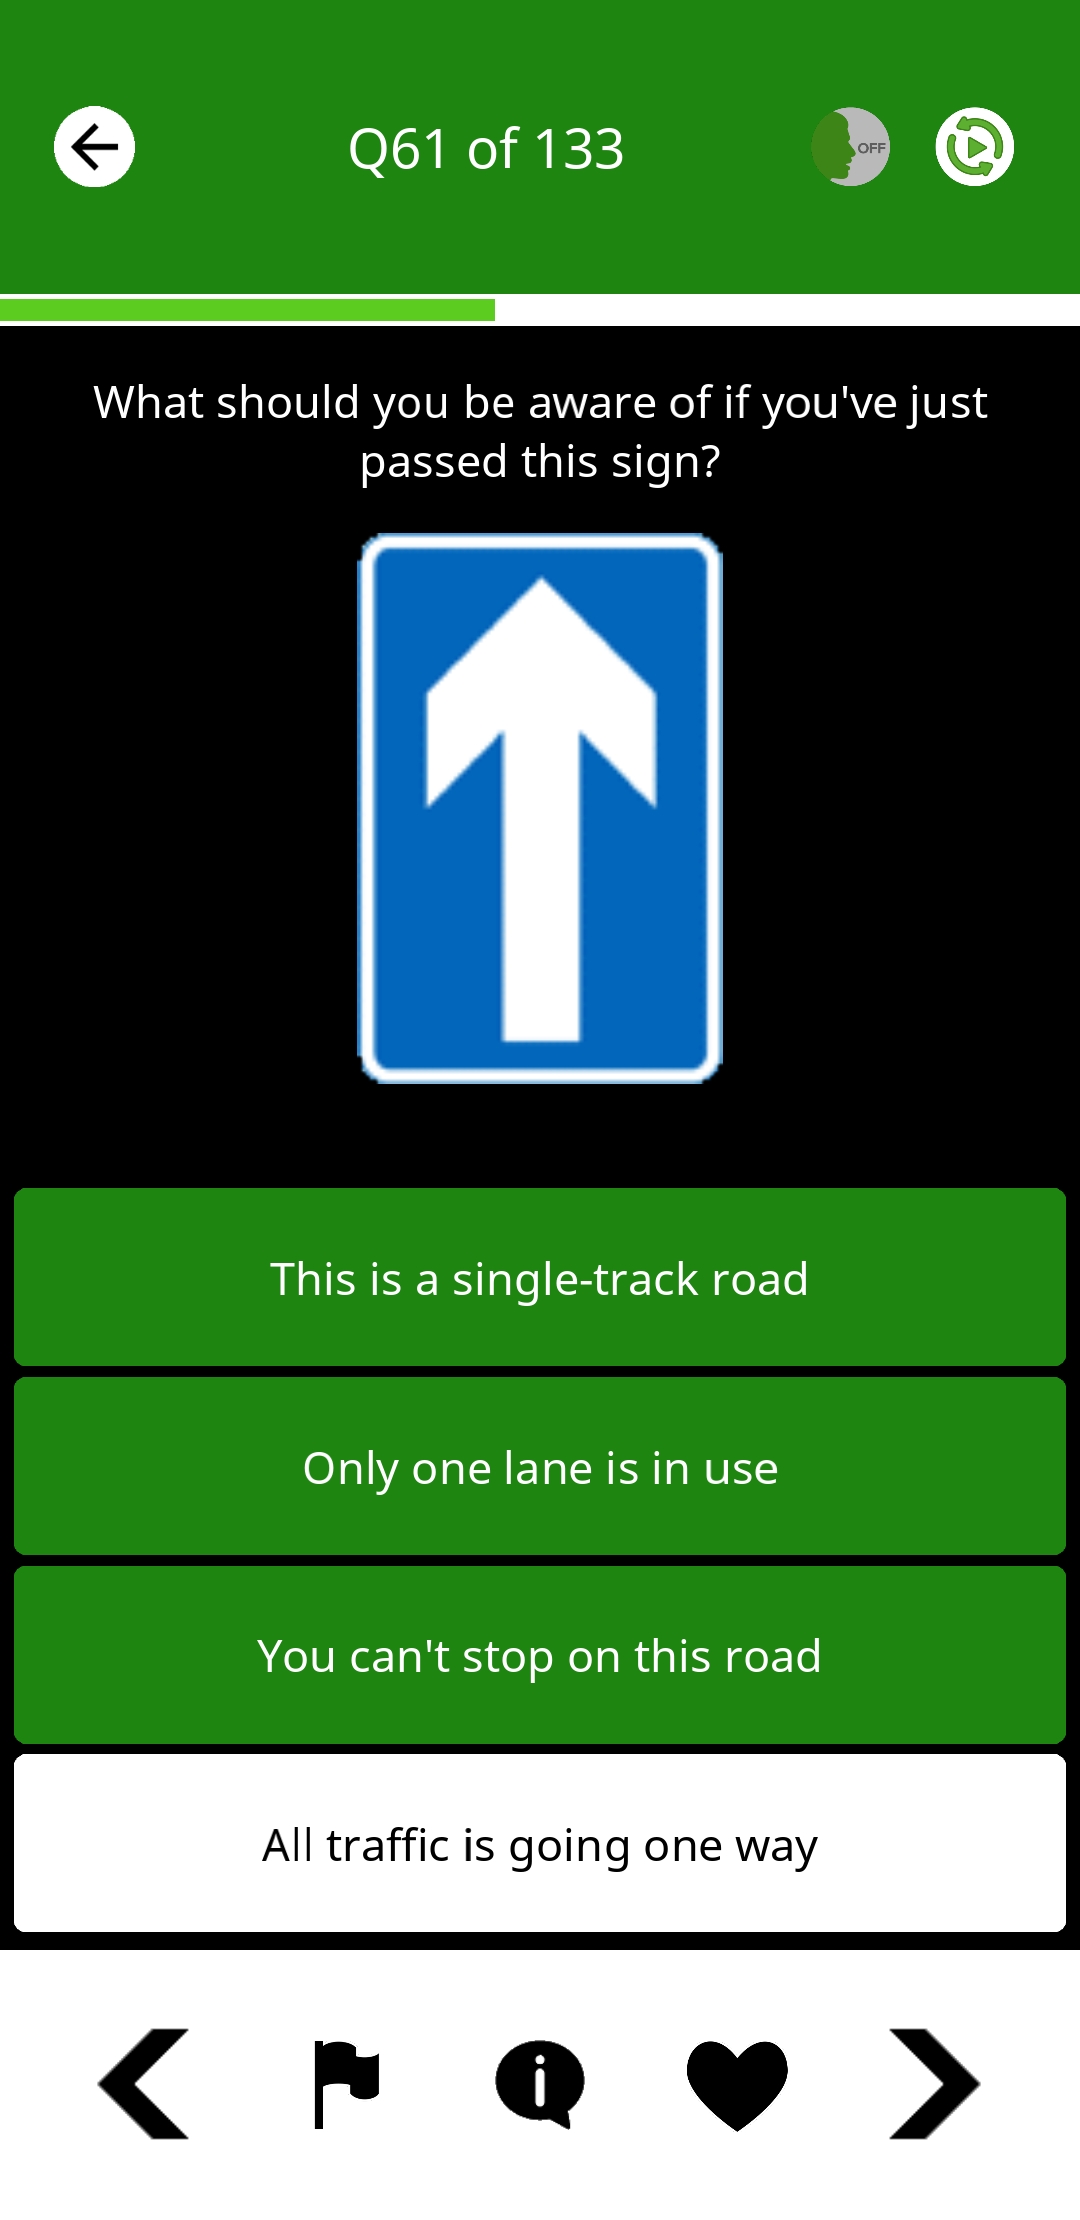 Q61 of 133
OFF
What should you be aware of if you've just
passed this sign?
This is a single-track road
Only one lane is in use
You can't stop on this road
All traffic is going one way